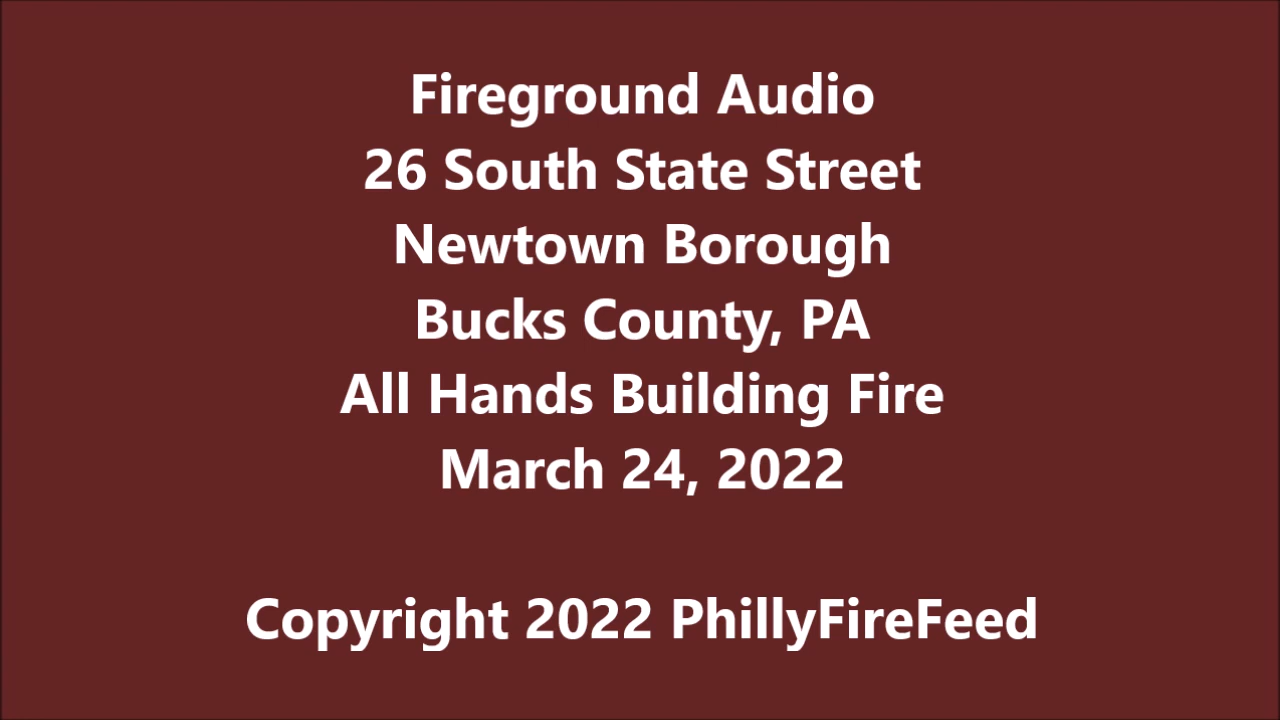 Fireground Audio
26 South State Street
Newtown Borough
Bucks County, PA
All Hands Building Fire
March 24, 2022
Copyright 2022 PhillyFireFeed